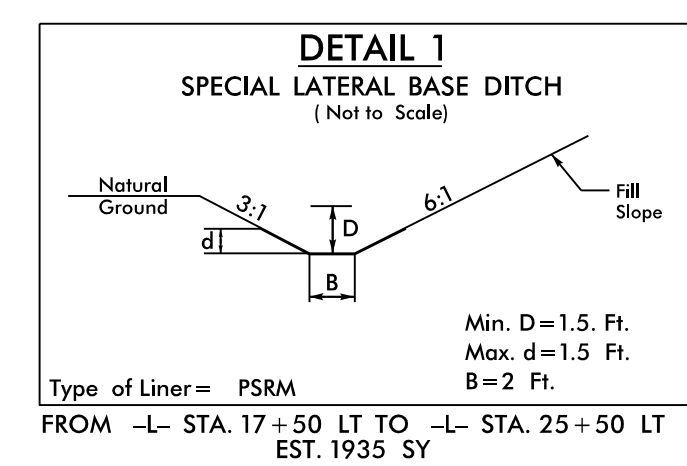 DETAIL 1
SPECIAL LATERAL BASE DITCH
( Not to Scale)
Natural
Ground
3:1
6:1
D
d
B
Fill
Slope
Min. D=1.5. Ft.
Max. d=1.5 Ft.
B=2 Ft.
Type of Liner= PSRM
FROM -L- STA. 17+50 LT TO -L- STA. 25+50 LT
EST. 1935 SY